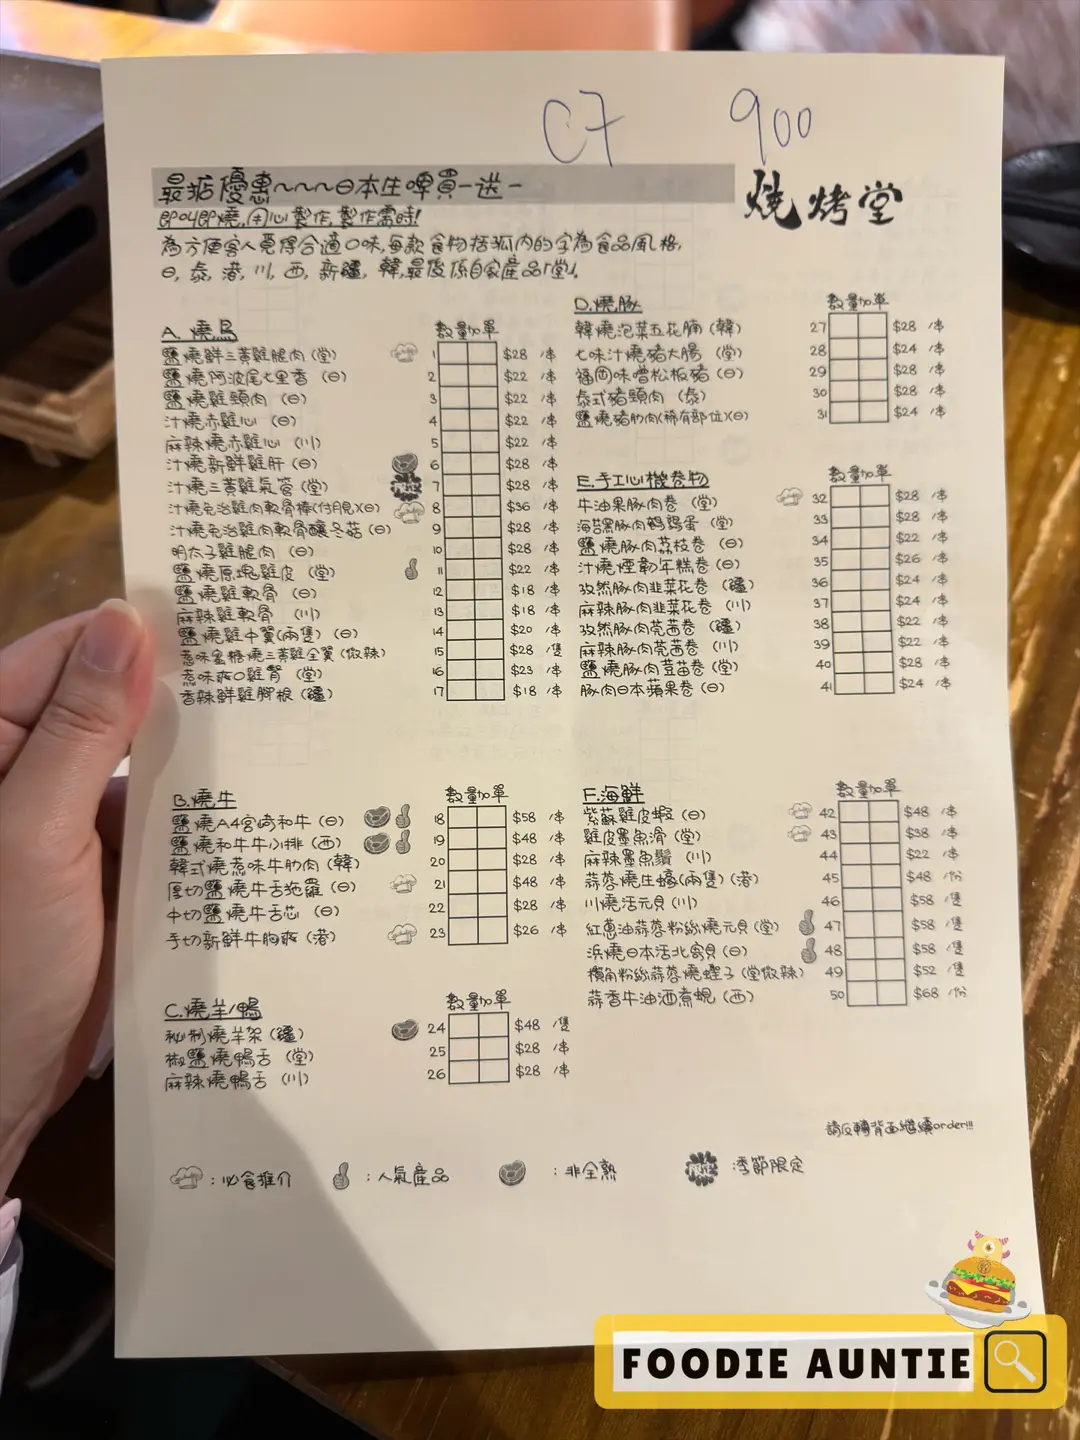 C7 900
最抵優惠~~~日本生啤買一送一
燒烤堂
即叫即燒,用心製作,製作需時!
為方便客人覓得合適口味,每款食物括弧內的字為食品風格,
日,泰,港,川,西,新疆,韓,最後係自家產品「堂」。
A.燒鳥 數量加單
鹽燒鮮三黃雞腿肉(堂) 1 $28 /串
鹽燒阿波尾七里香(日) 2 $22 /串
鹽燒雞頸肉(日) 3 $22 /串
汁燒赤雞心(日) 4 $22 /串
麻辣燒赤雞心(川) 5 $22 /串
汁燒新鮮雞肝(日) 6 $28 /串
汁燒三黃雞氣管(堂) 限定 7 $28 /串
汁燒免治雞肉軟骨棒(付月見)(日) 8 $36 /串
汁燒免治雞肉軟骨釀冬菇(日) 9 $28 /串
明太子雞腿肉(日) 10 $28 /串
鹽燒原塊雞皮(堂) 11 $22 /串
鹽燒雞軟骨(日) 12 $18 /串
麻辣雞軟骨(川) 13 $18 /串
鹽燒雞中翼(兩隻)(日) 14 $20 /串
惹味蜜糖燒三黃雞全翼(微辣) 15 $28 /隻
惹味爽口雞腎(堂) 16 $23 /串
香辣鮮雞腳根(疆) 17 $18 /串
B.燒牛 數量加單
鹽燒A4宮崎和牛(日) 18 $58 /串
鹽燒和牛牛小排(西) 19 $48 /串
韓式燒惹味牛肋肉(韓) 20 $28 /串
厚切鹽燒牛舌拖羅(日) 21 $48 /串
中切鹽燒牛舌芯(日) 22 $28 /串
手切新鮮牛胸爽(港) 23 $26 /串
C.燒羊/鴨 數量加單
秘制燒羊架(疆) 24 $48 /隻
椒鹽燒鴨舌(堂) 25 $28 /串
麻辣燒鴨舌(川) 26 $28 /串
D.燒豚 數量加單
韓燒泡菜五花腩(韓) 27 $28 /串
七味汁燒豬大腸(堂) 28 $24 /串
福岡味噌松板豬(日) 29 $28 /串
泰式豬頸肉(泰) 30 $28 /串
鹽燒豬肋肉(稀有部位)(日) 31 $24 /串
E.手工心機卷物 數量加單
牛油果豚肉卷(堂) 32 $28 /串
海苔黑豚肉鵪鶉蛋(堂) 33 $28 /串
鹽燒豚肉荔枝卷(日) 34 $22 /串
汁燒煙韌年糕卷(日) 35 $26 /串
孜然豚肉韭菜花卷(疆) 36 $24 /串
麻辣豚肉韭菜花卷(川) 37 $24 /串
孜然豚肉芫茜卷(疆) 38 $22 /串
麻辣豚肉芫茜卷(川) 39 $22 /串
鹽燒豚肉荳苗卷(堂) 40 $28 /串
豚肉日本蘋果卷(日) 41 $24 /串
F.海鮮 數量加單
紫蘇雞皮蝦(日) 42 $48 /串
雞皮墨魚滑(堂) 43 $38 /串
麻辣墨魚鬚(川) 44 $22 /串
蒜蓉燒生蠔(兩隻)(港) 45 $48 /份
川燒活元貝(川) 46 $58 /隻
紅蔥油蒜蓉粉絲燒元貝(堂) 47 $58 /隻
浜燒日本活北寄貝(日) 48 $58 /隻
欖角粉絲蒜蓉燒蟶子(堂微辣) 49 $52 /隻
蒜香牛油酒煮蜆(西) 50 $68 /份
請反轉背面繼續order!!!
:必食推介 :人氣產品 :非全熟 限定 :季節限定
FOODIE AUNTIE